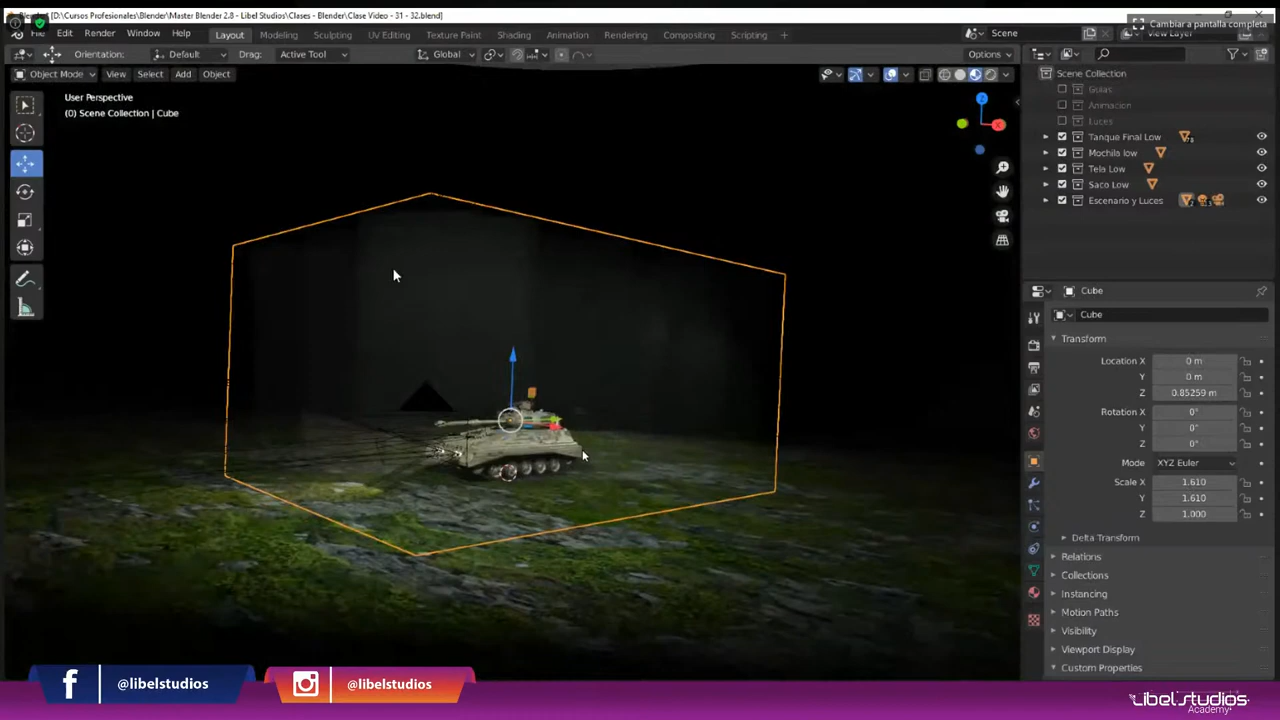 Blender [D:\Cursos Profesionales\Blender\Master Blender 2.8 - Libel Studios\Clases - Blender\Clase Video - 31 - 32.blend]
Cambiar a pantalla completa
File Edit Render Window Help Layout Modeling Sculpting UV Editing Texture Paint Shading Animation Rendering Compositing Scripting + Scene View Layer
Orientation: Default Drag: Active Tool Global Options
Object Mode View Select Add Object
User Perspective
(0) Scene Collection | Cube
Z
X
Scene Collection
Guias
Animacion
Luces
Tanque Final Low
Mochila low
Tela Low
Saco Low
Escenario y Luces
Cube
Cube
Transform
Location X 0 m
Y 0 m
Z 0.85259 m
Rotation X 0°
Y 0°
Z 0°
Mode XYZ Euler
Scale X 1.610
Y 1.610
Z 1.000
Delta Transform
Relations
Collections
Instancing
Motion Paths
Visibility
Viewport Display
Custom Properties
f @libelstudios @libelstudios
Libel studios
Academy